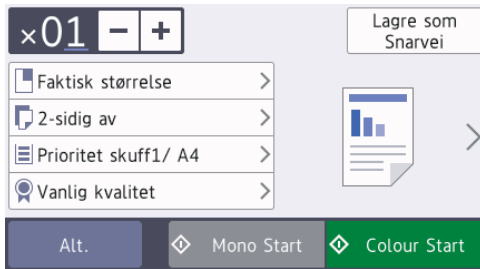 ×01 - +
Lagre som
Snarvei
Faktisk størrelse
2-sidig av
Prioritet skuff1/ A4
Vanlig kvalitet
Alt.
Mono Start
Colour Start